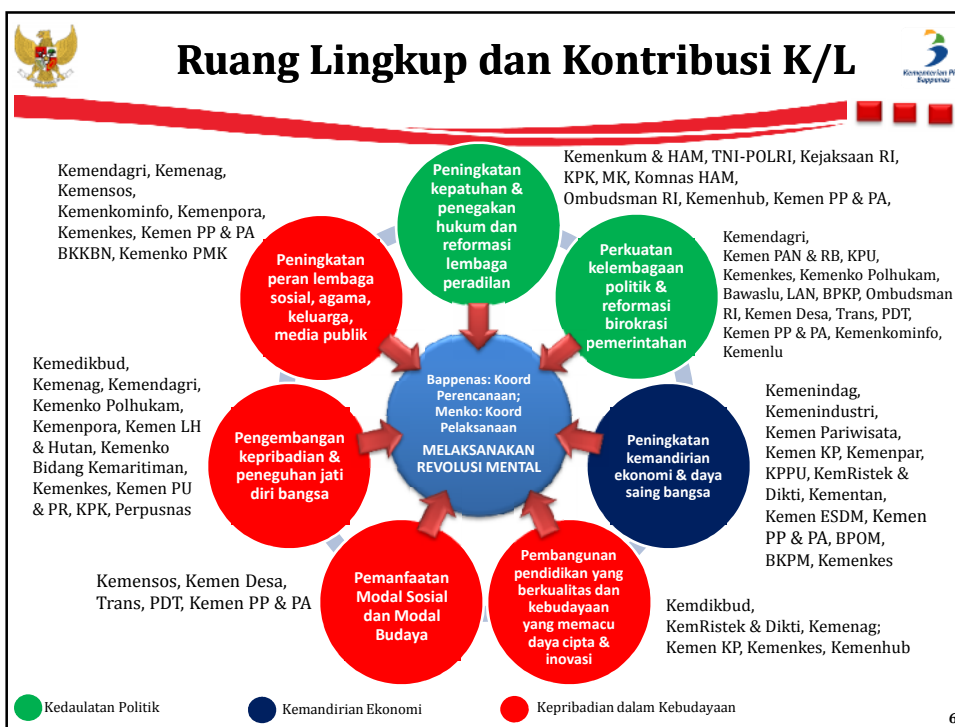 Ruang Lingkup dan Kontribusi K/L
Bappenas
Kemendagri, Kemenag,
Kemensos,
Kemenkominfo, Kemenpora,
Kemenkes, Kemen PP & PA
BKKBN, Kemenko PMK
Peningkatan
kepatuhan &
penegakan
hukum dan
reformasi
lembaga
peradilan
Kemenkum & HAM, TNI-POLRI, Kejaksaan RI,
KPK, MK, Komnas HAM,
Ombudsman RI, Kemenhub, Kemen PP & PA,
Peningkatan
peran lembaga
sosial, agama,
keluarga,
media publik
Perkuatan
kelembagaan
politik &
reformasi
birokrasi
pemerintahan
Kemendagri,
Kemen PAN & RB, KPU,
Kemenkes, Kemenko Polhukam,
Bawaslu, LAN, BPKP, Ombudsman
RI, Kemen Desa, Trans, PDT,
Kemen PP & PA, Kemenkominfo,
Kemenlu
Kemedikbud,
Kemenag, Kemendagri,
Kemenko Polhukam,
Kemenpora, Kemen LH
& Hutan, Kemenko
Bidang Kemaritiman,
Kemenkes, Kemen PU
& PR, KPK, Perpusnas
Pengembangan
kepribadian &
peneguhan jati
diri bangsa
Bappenas: Koord
Perencanaan;
Menko: Koord
Pelaksanaan
MELAKSANAKAN
REVOLUSI MENTAL
Peningkatan
kemandirian
ekonomi & daya
saing bangsa
Kemenindag,
Kemenindustri,
Kemen Pariwisata,
Kemen KP, Kemenpar,
KPPU, KemRistek &
Dikti, Kementan,
Kemen ESDM, Kemen
PP & PA, BPOM,
BKPM, Kemenkes
Kemensos, Kemen Desa,
Trans, PDT, Kemen PP & PA
Pemanfaatan
Modal Sosial
dan Modal
Budaya
Pembangunan
pendidikan yang
berkualitas dan
kebudayaan
yang memacu
daya cipta &
inovasi
Kemdikbud,
KemRistek & Dikti, Kemenag;
Kemen KP, Kemenkes, Kemenhub
Kedaulatan Politik
Kemandirian Ekonomi
Kepribadian dalam Kebudayaan
6